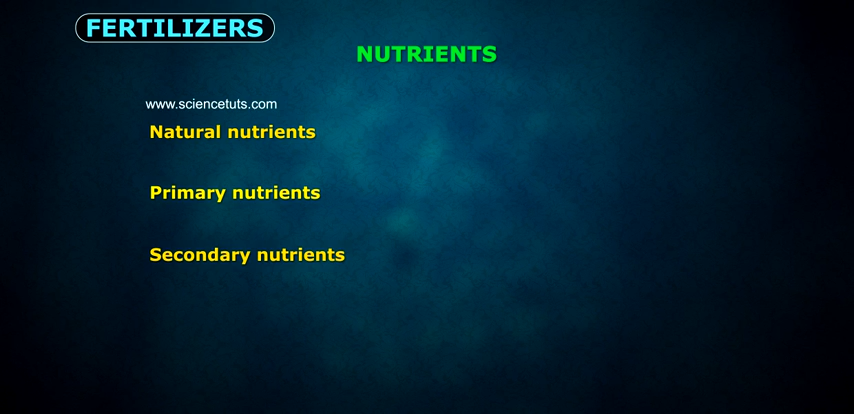 FERTILIZERS
NUTRIENTS
www.sciencetuts.com
Natural nutrients
Primary nutrients
Secondary nutrients